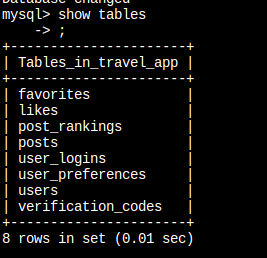 Database changed
mysql> show tables
    -> ;
+----------------------+
| Tables_in_travel_app |
+----------------------+
| favorites            |
| likes                |
| post_rankings        |
| posts                |
| user_logins          |
| user_preferences     |
| users                |
| verification_codes   |
+----------------------+
8 rows in set (0.01 sec)